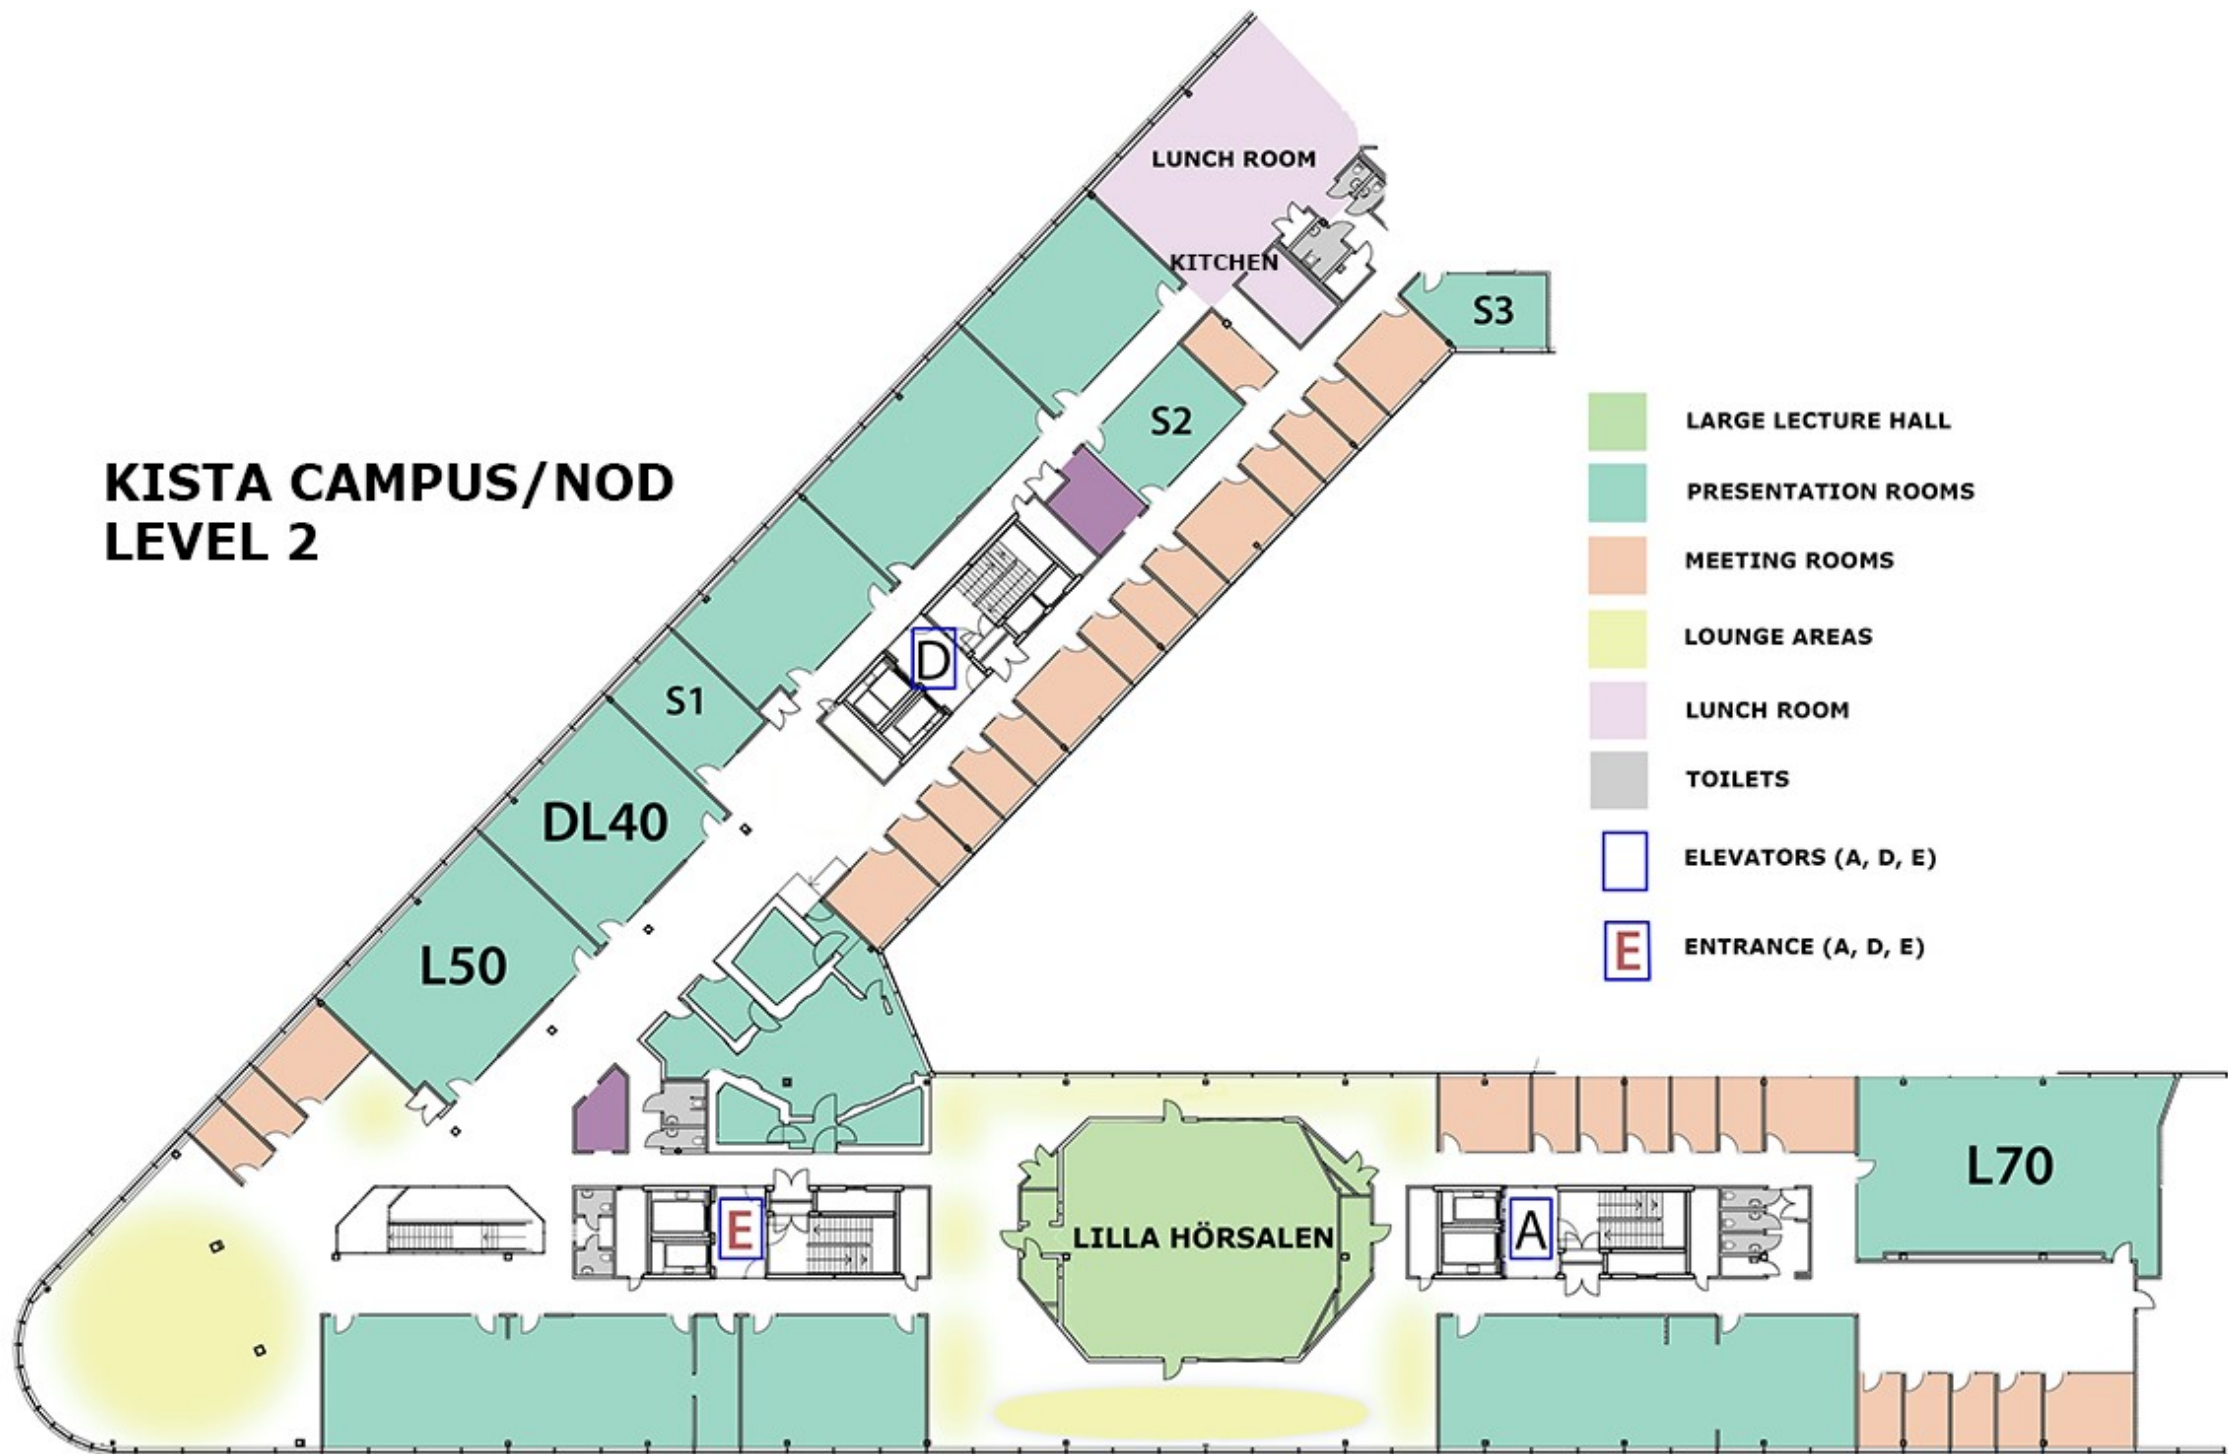 LUNCH ROOM
KITCHEN
S3
S2
KISTA CAMPUS/NOD
LEVEL 2
D
S1
DL40
L50
LARGE LECTURE HALL
PRESENTATION ROOMS
MEETING ROOMS
LOUNGE AREAS
LUNCH ROOM
TOILETS
ELEVATORS (A, D, E)
E
ENTRANCE (A, D, E)
L70
E
LILLA HÖRSALEN
A